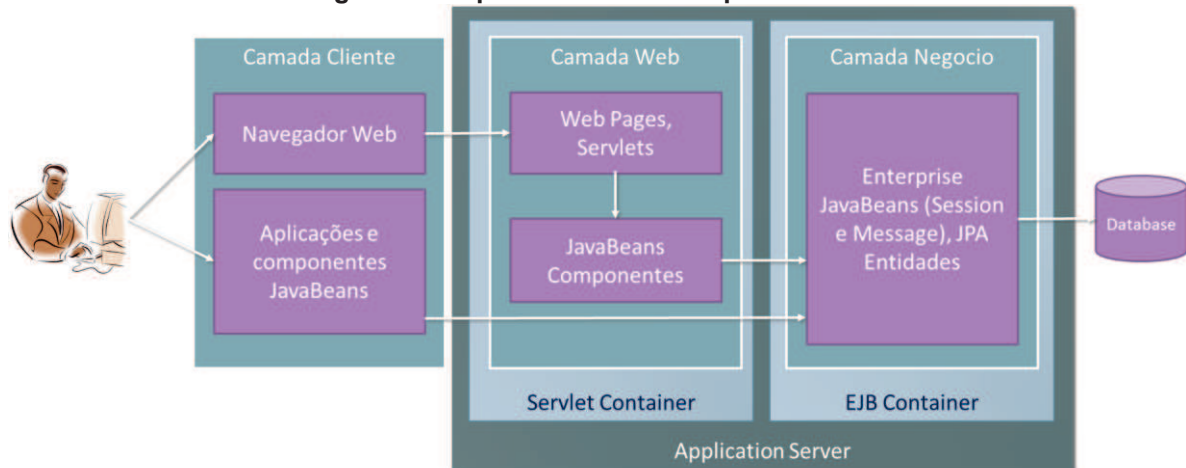 Camada Cliente
Navegador Web
Aplicações e
componentes
JavaBeans
Camada Web
Web Pages,
Servlets
JavaBeans
Componentes
Servlet Container
Camada Negocio
Enterprise
JavaBeans (Session
e Message), JPA
Entidades
EJB Container
Application Server
Database